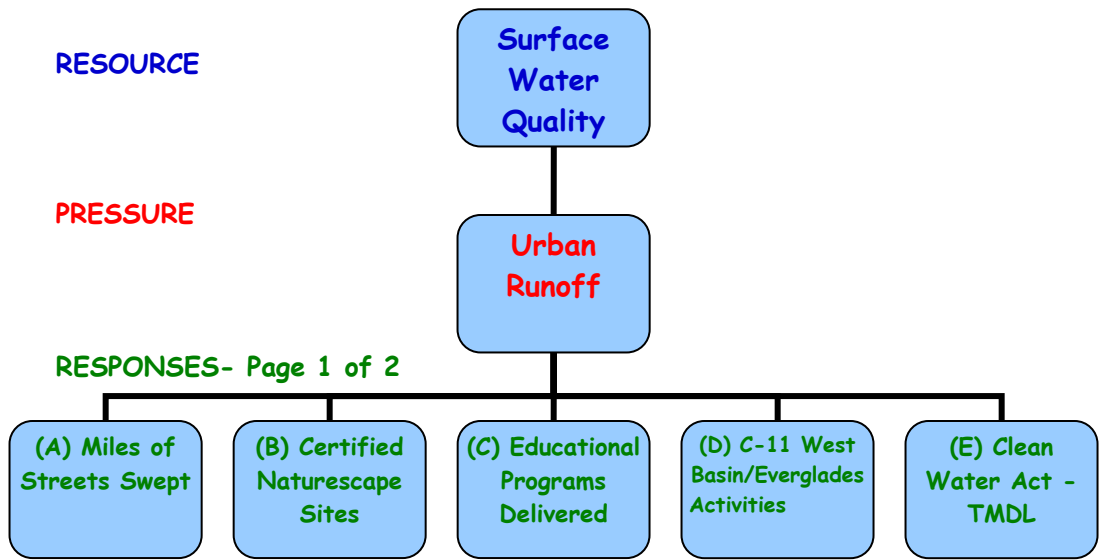 RESOURCE
Surface
Water
Quality
PRESSURE
Urban
Runoff
RESPONSES- Page 1 of 2
(A) Miles of
Streets Swept
(B) Certified
Naturescape
Sites
(C) Educational
Programs
Delivered
(D) C-11 West
Basin/Everglades
Activities
(E) Clean
Water Act -
TMDL